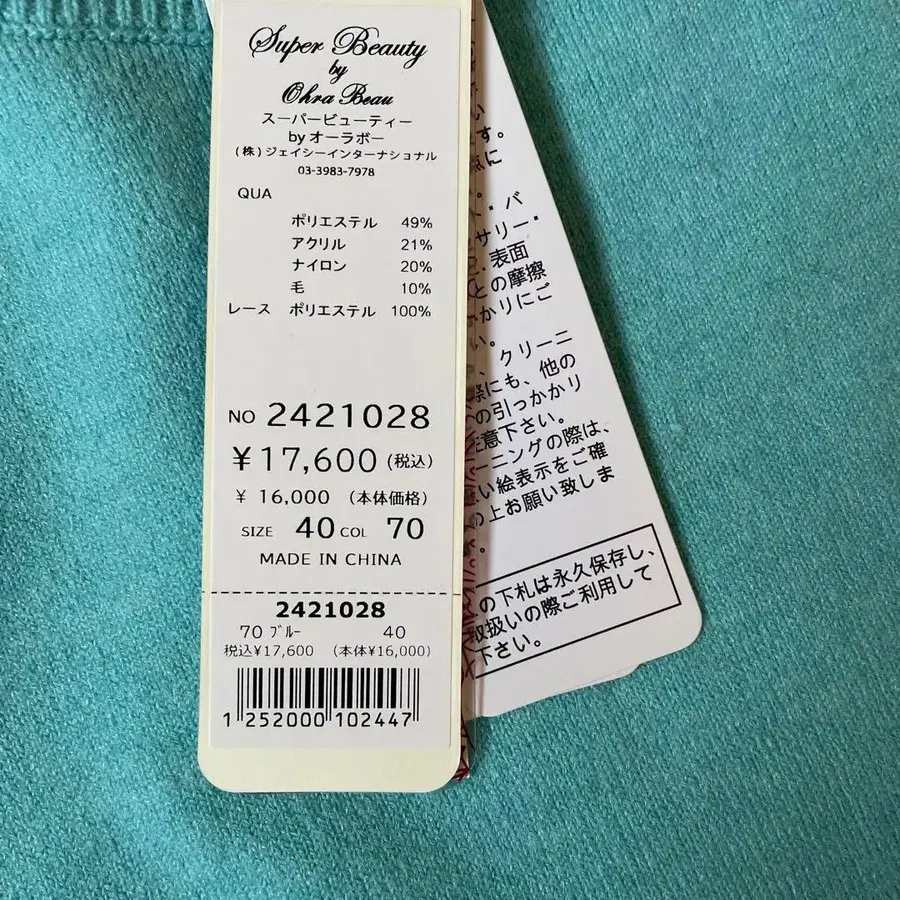 Super Beauty
by
Ohra Beau
スーパービューティー
by オーラボー
(株)ジェイシーインターナショナル
03-3983-7978
QUA
ポリエステル 49%
アクリル 21%
ナイロン 20%
毛 10%
レース ポリエステル 100%
NO 2421028
¥17,600 (税込)
¥ 16,000 (本体価格)
SIZE 40 COL 70
MADE IN CHINA
2421028
70 ブルー 40
税込¥17,600 (本体¥16,000)
1 252000 102447
い
す。
点に
。
・バ
サリー・
表面
との摩擦
かりにご
い。
、クリーニ
際にも、他の
の引っかかり
注意下さい。
ーニングの際は、
い絵表示をご確
の上お願い致しま
。
の下札は永久保存し、
取扱いの際ご利用して
下さい。